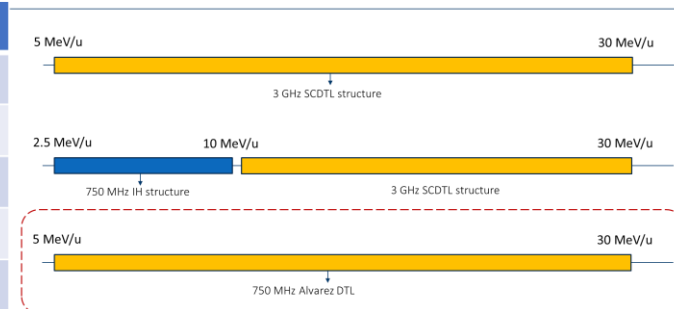 5 MeV/u 30 MeV/u
3 GHz SCDTL structure
2.5 MeV/u 10 MeV/u 30 MeV/u
750 MHz IH structure 3 GHz SCDTL structure
5 MeV/u 30 MeV/u
750 MHz Alvarez DTL